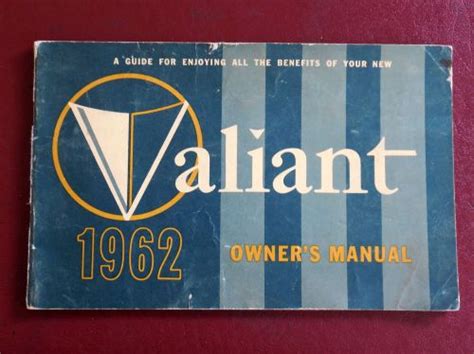 A GUIDE FOR ENJOYING ALL THE BENEFITS OF YOUR NEW
Valiant
1962
OWNER'S MANUAL